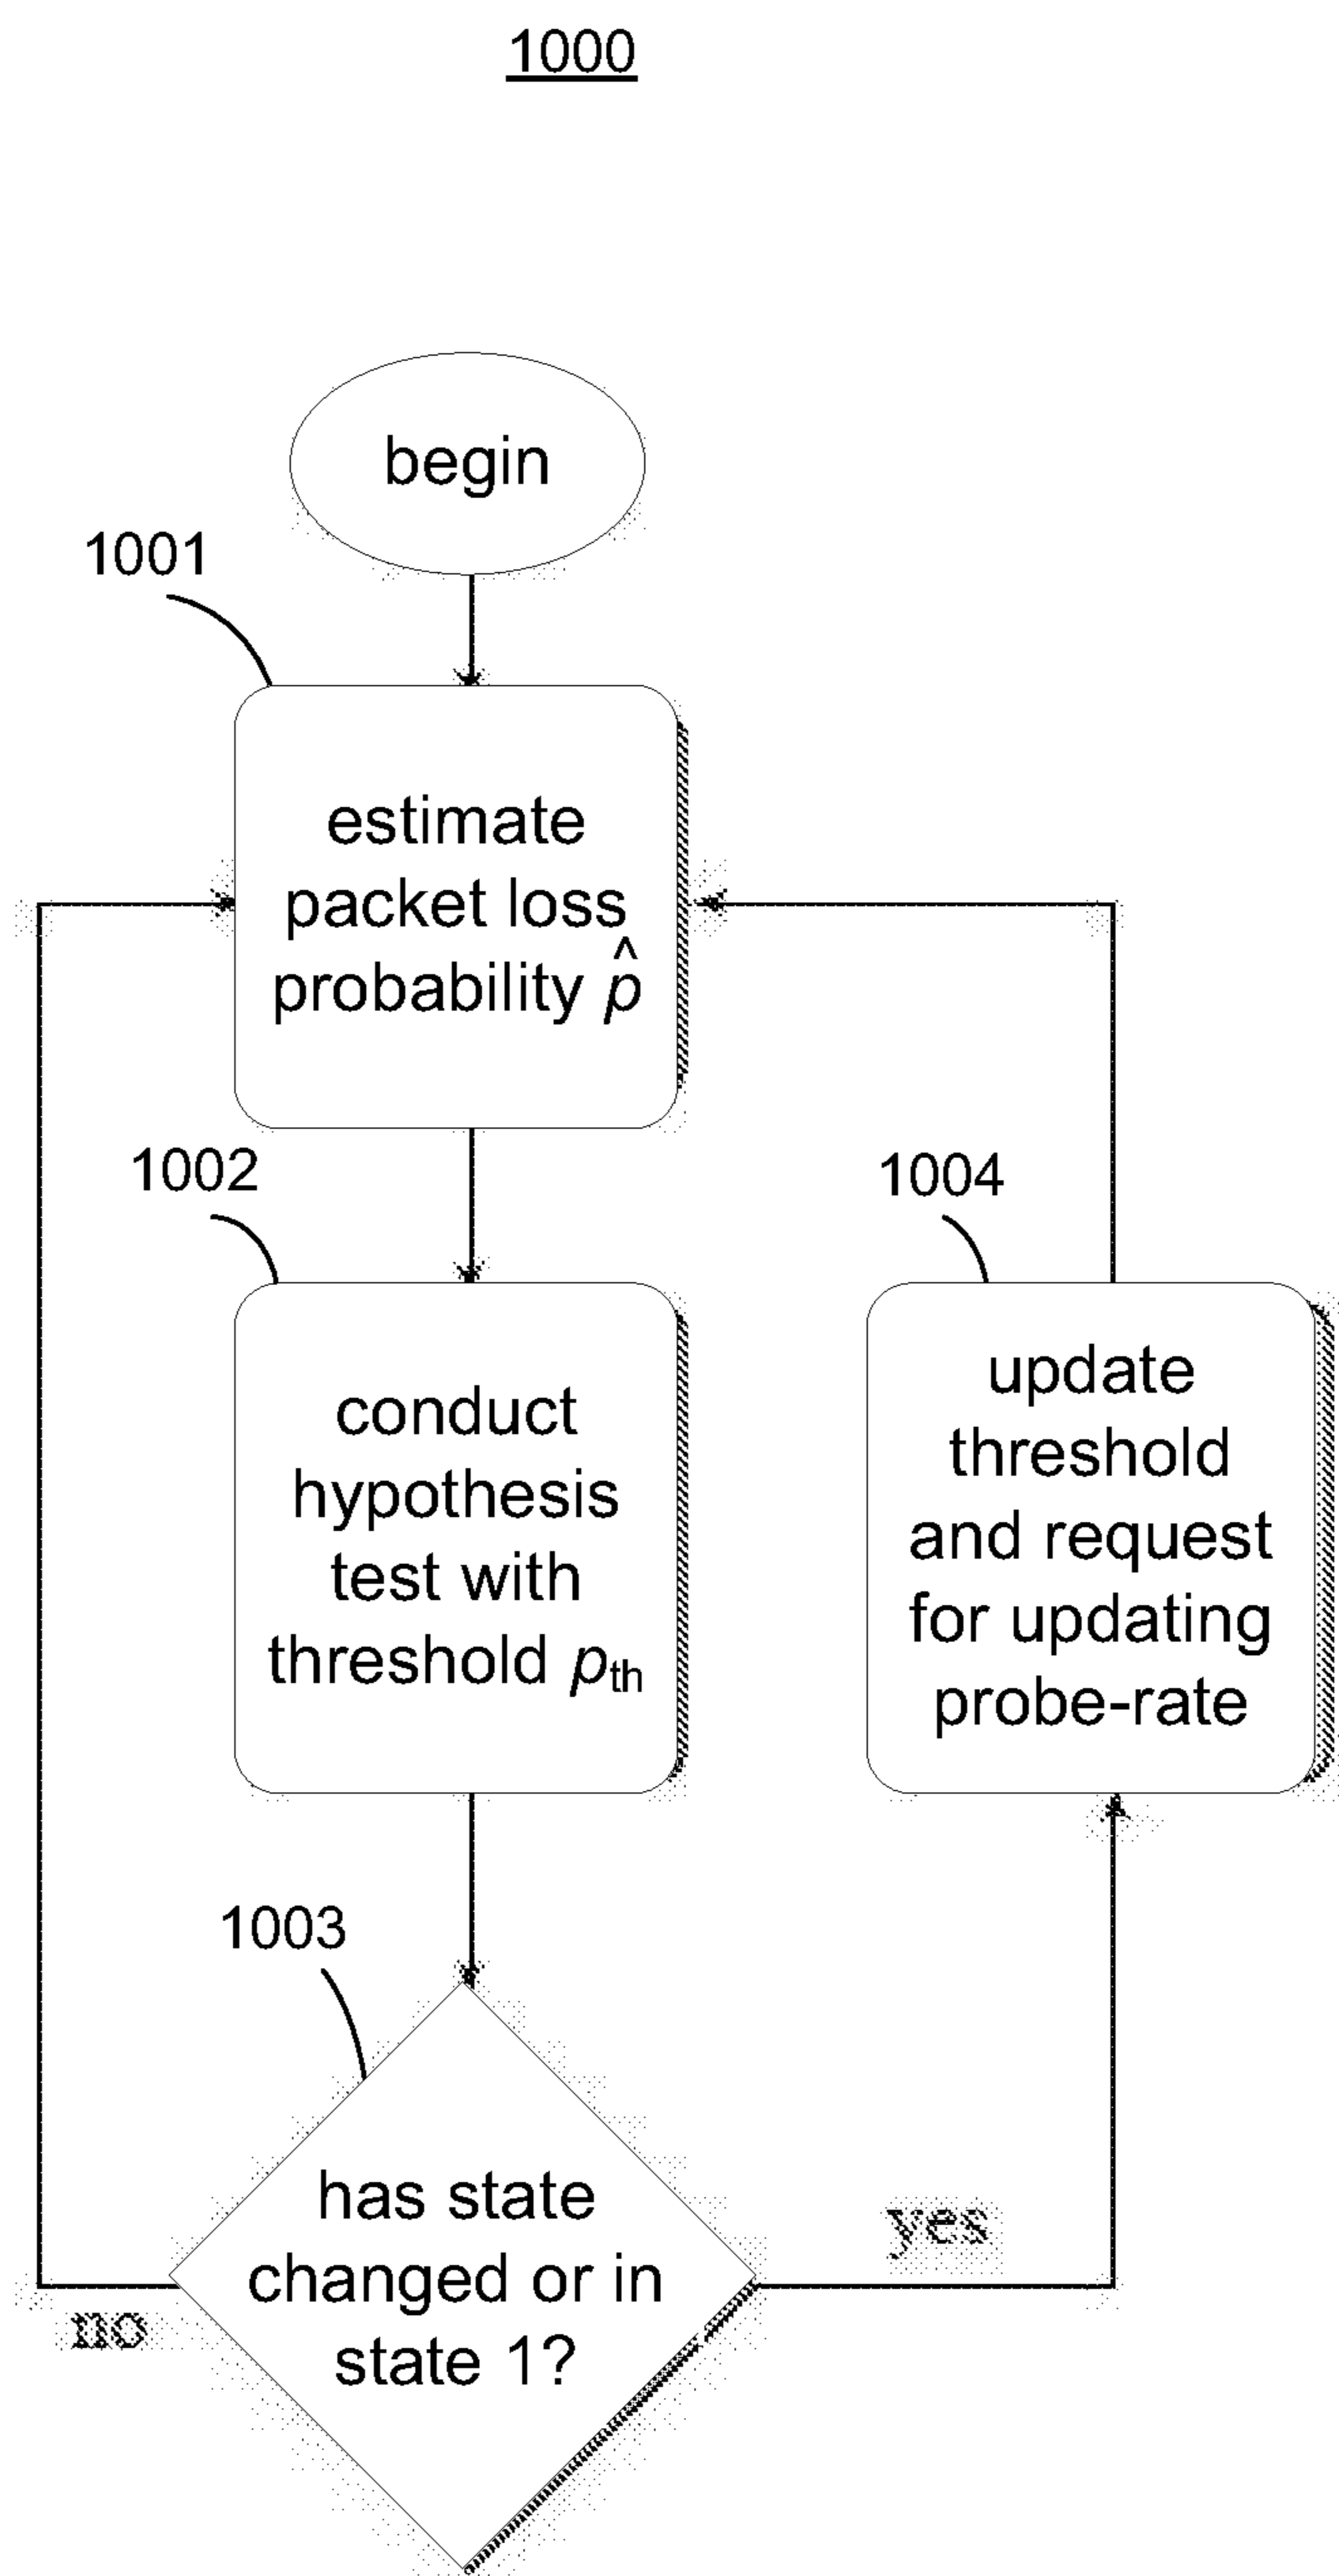 1000
begin
1001
estimate
packet loss
probability p̂
1002
conduct
hypothesis
test with
threshold pth
1004
update
threshold
and request
for updating
probe-rate
1003
has state
changed or in
state 1?
yes
no